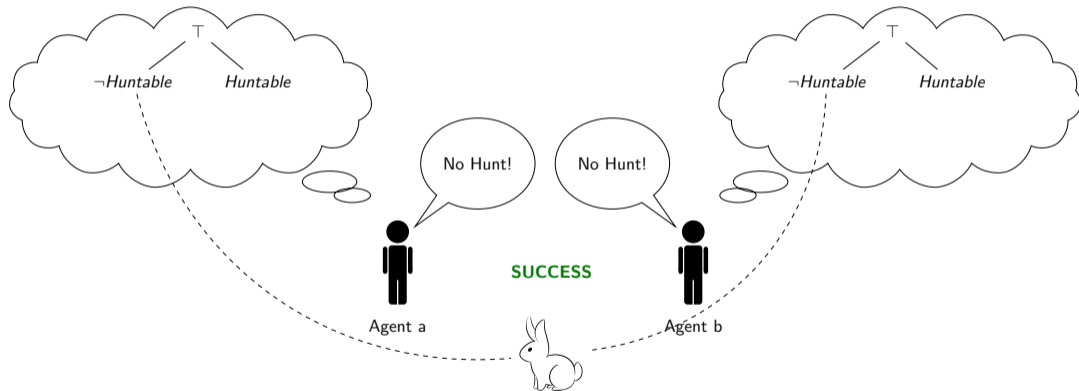 ⊤
¬Huntable
Huntable
⊤
¬Huntable
Huntable
No Hunt!
No Hunt!
SUCCESS
Agent a
Agent b